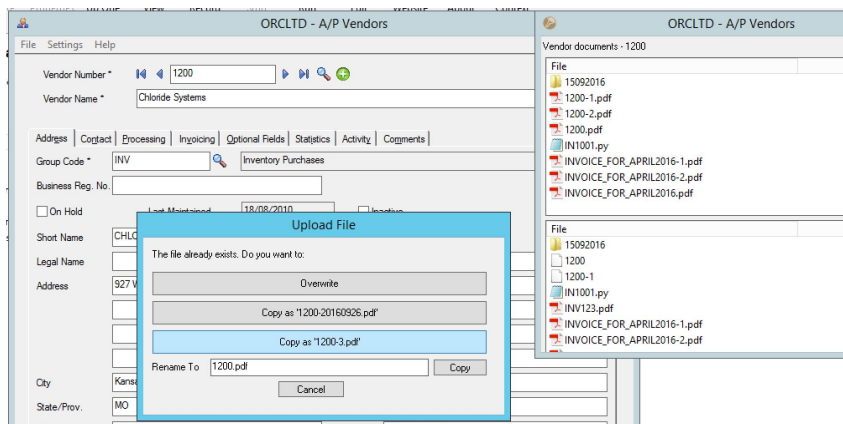 ORCLTD - A/P Vendors
File Settings Help
Vendor Number * 1200
Vendor Name * Chloride Systems
Address Contact Processing Invoicing Optional Fields Statistics Activity Comments
Group Code * INV Inventory Purchases
Business Reg. No.
On Hold Last Maintained 18/08/2010 Inactive
Short Name CHLO
Legal Name
Address 927 W
City Kansa
State/Prov. MO
Upload File
The file already exists. Do you want to:
Overwrite
Copy as '1200-20160926.pdf'
Copy as '1200-3.pdf'
Rename To 1200.pdf Copy
Cancel
ORCLTD - A/P Vendors
Vendor documents - 1200
File
15092016
1200-1.pdf
1200-2.pdf
1200.pdf
IN1001.py
INVOICE_FOR_APRIL2016-1.pdf
INVOICE_FOR_APRIL2016-2.pdf
INVOICE_FOR_APRIL2016.pdf
File
15092016
1200
1200-1
IN1001.py
INV123.pdf
INVOICE_FOR_APRIL2016-1.pdf
INVOICE_FOR_APRIL2016-2.pdf